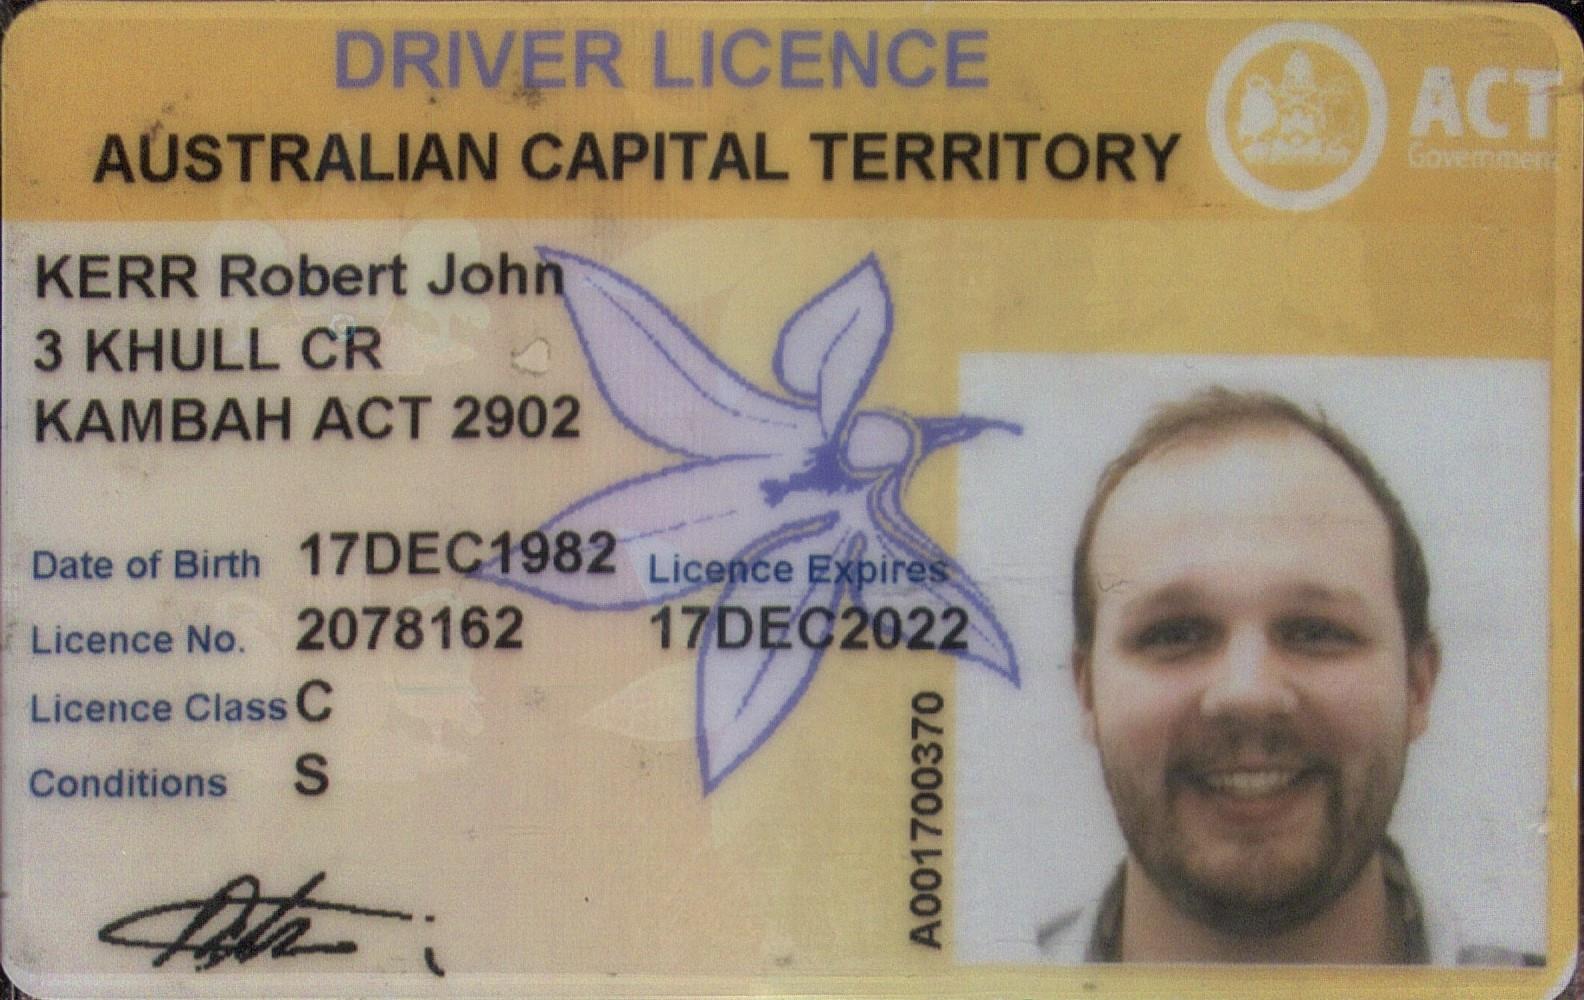 DRIVER LICENCE
AUSTRALIAN CAPITAL TERRITORY
ACT
Government
KERR Robert John
3 KHULL CR
KAMBAH ACT 2902
Date of Birth 17DEC1982
Licence Expires
Licence No. 2078162
17DEC2022
Licence Class C
Conditions S
A001700370